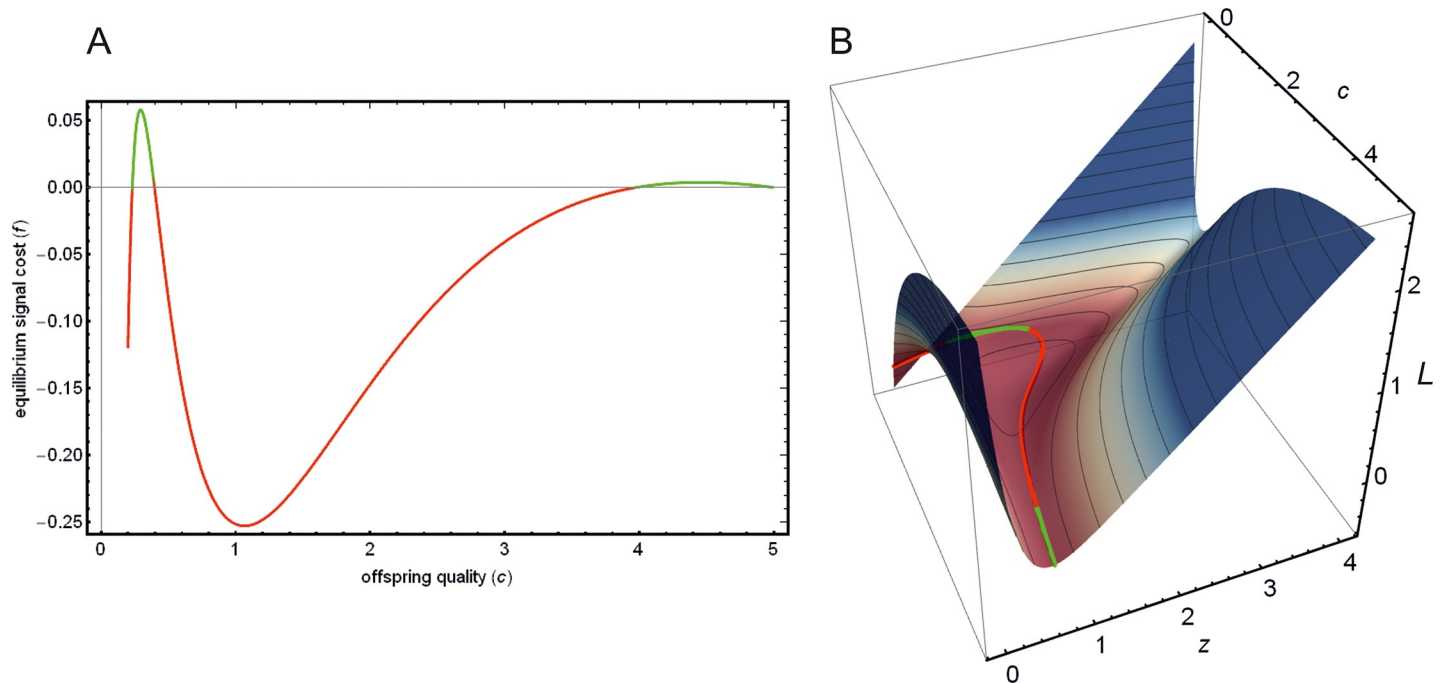 A
0.05
0.00
−0.05
−0.10
−0.15
−0.20
−0.25
equilibrium signal cost (f)
0 1 2 3 4 5
offspring quality (c)
B
0
2
4
c
2
1
0
L
0 1 2 3 4
z